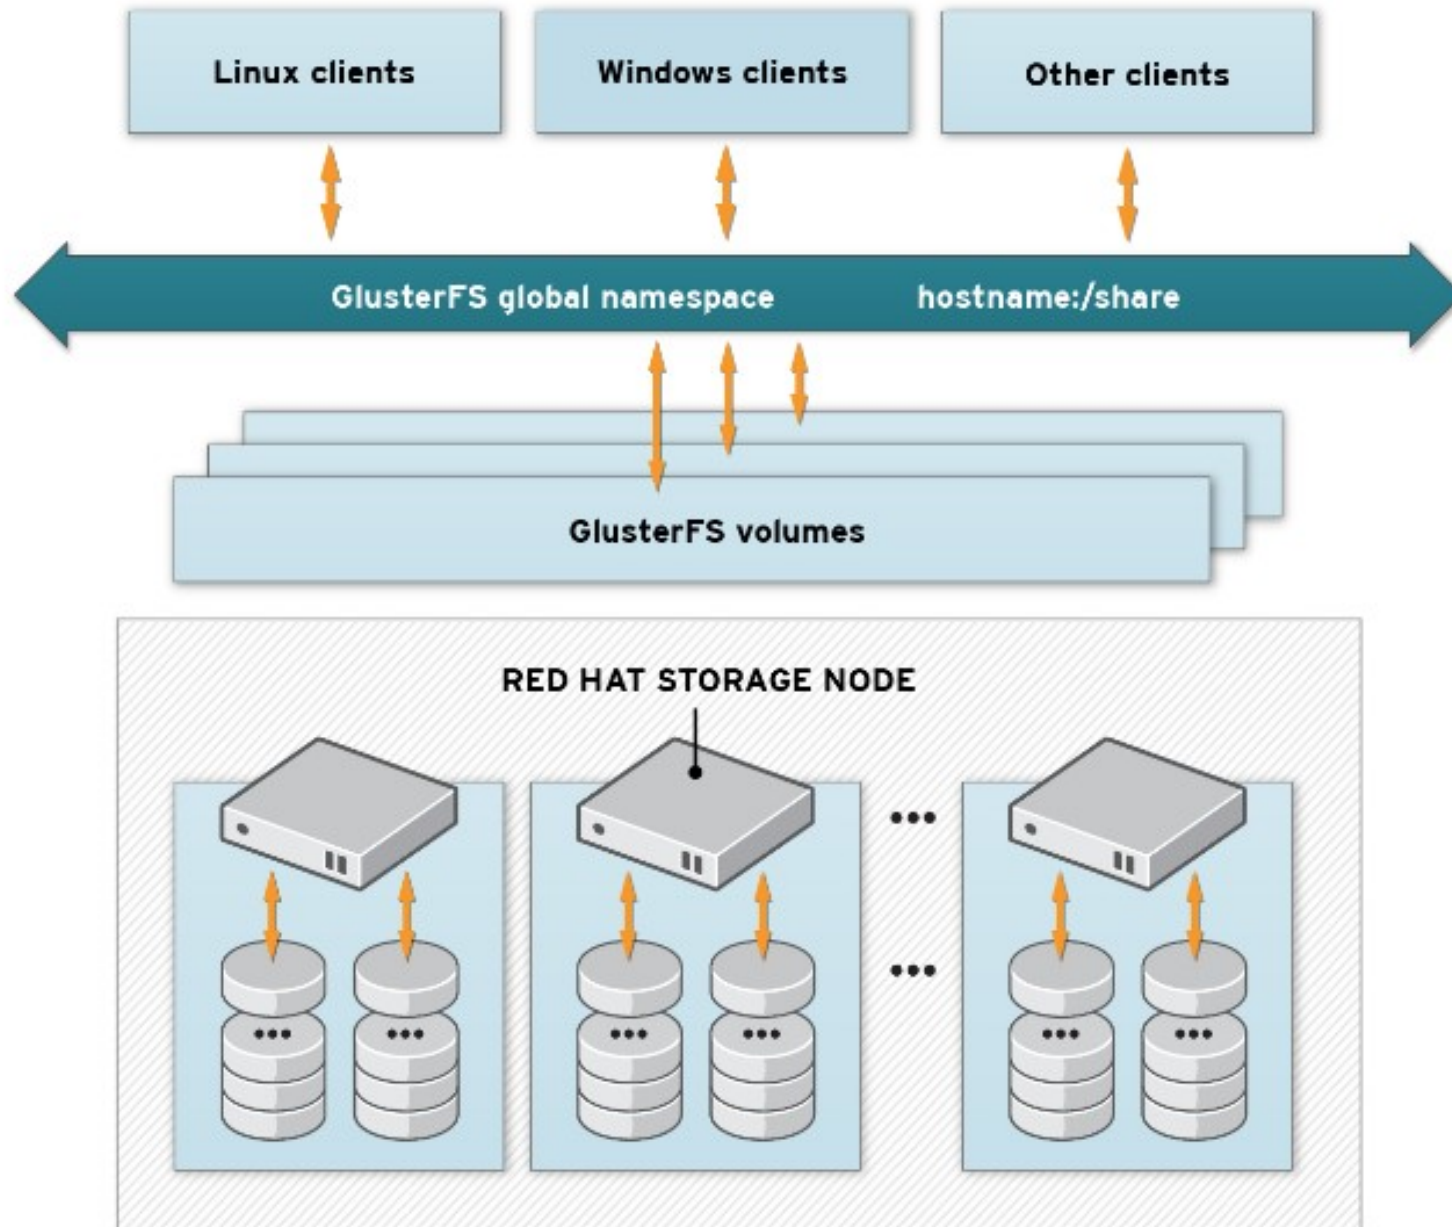 Linux clients
Windows clients
Other clients
GlusterFS global namespace
hostname:/share
GlusterFS volumes
RED HAT STORAGE NODE